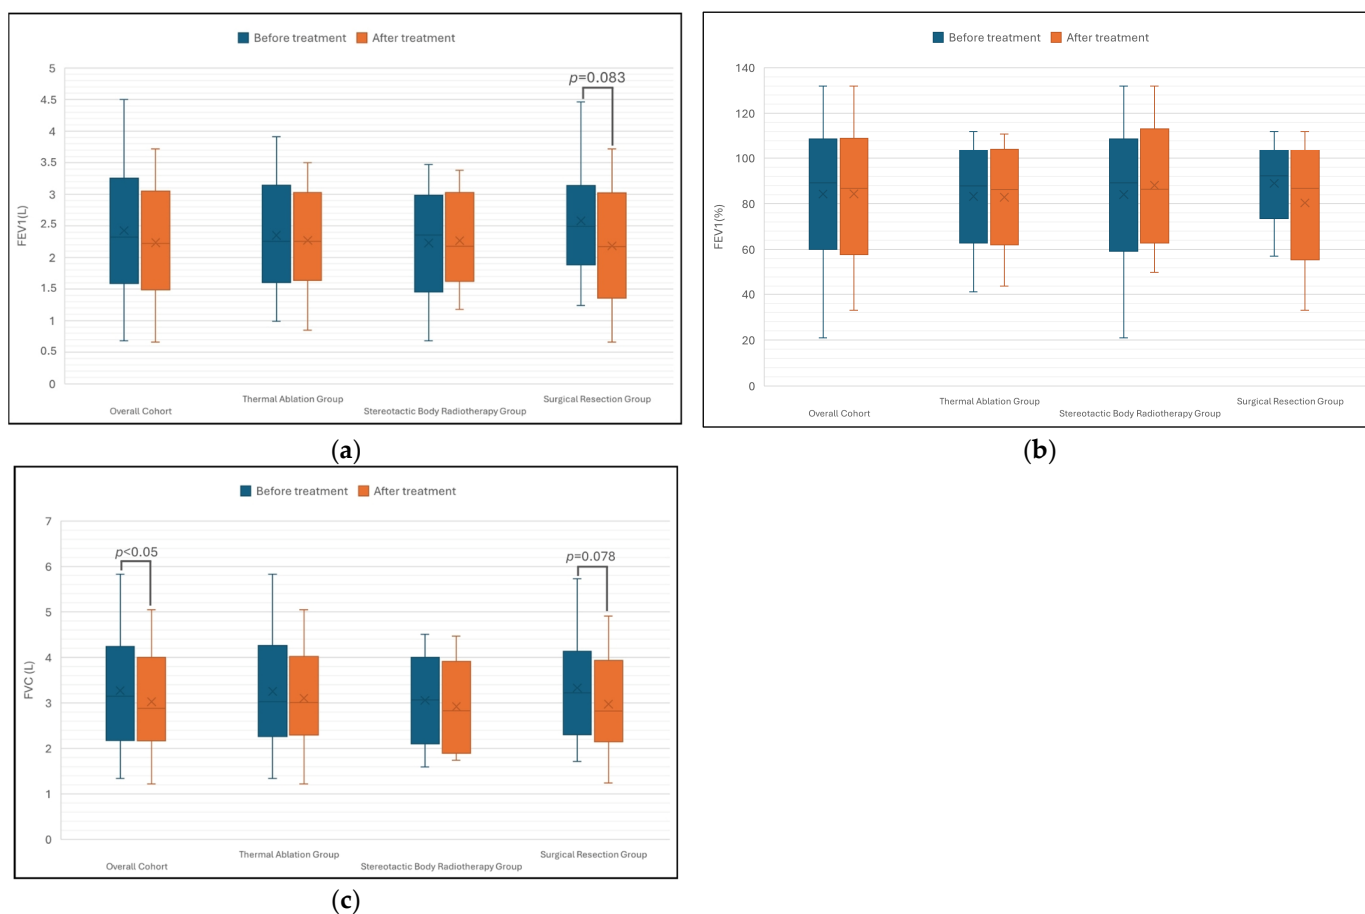 Before treatment After treatment
5
4.5
4
3.5
3
2.5
2
1.5
1
0.5
0
FEV1(L)
p=0.083
Thermal Ablation Group Surgical Resection Group
Overall Cohort Stereotactic Body Radiotherapy Group
(a)
Before treatment After treatment
140
120
100
80
60
40
20
0
FEV1(%)
Thermal Ablation Group Surgical Resection Group
Overall Cohort Stereotactic Body Radiotherapy Group
(b)
Before treatment After treatment
7
6
5
4
3
2
1
0
FVC (L)
p<0.05
p=0.078
Thermal Ablation Group Surgical Resection Group
Overall Cohort Stereotactic Body Radiotherapy Group
(c)